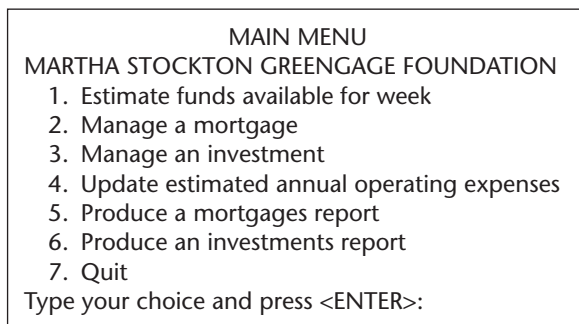 MAIN MENU
MARTHA STOCKTON GREENGAGE FOUNDATION
1. Estimate funds available for week
2. Manage a mortgage
3. Manage an investment
4. Update estimated annual operating expenses
5. Produce a mortgages report
6. Produce an investments report
7. Quit
Type your choice and press <ENTER>: